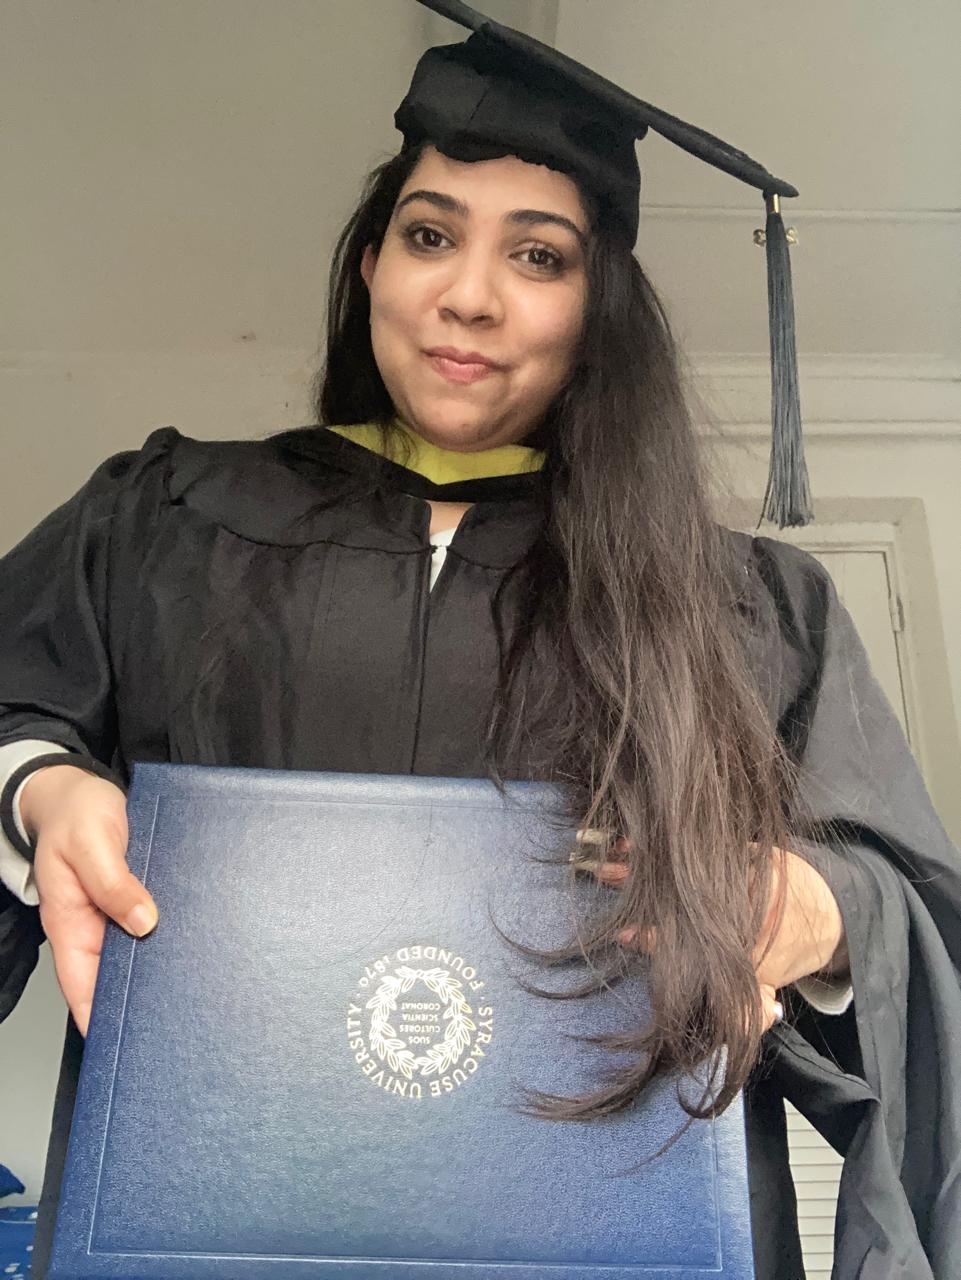 SYRACUSE UNIVERSITY
FOUNDED 1870
SUOS
CULTORES
SCIENTIA
CORONAT